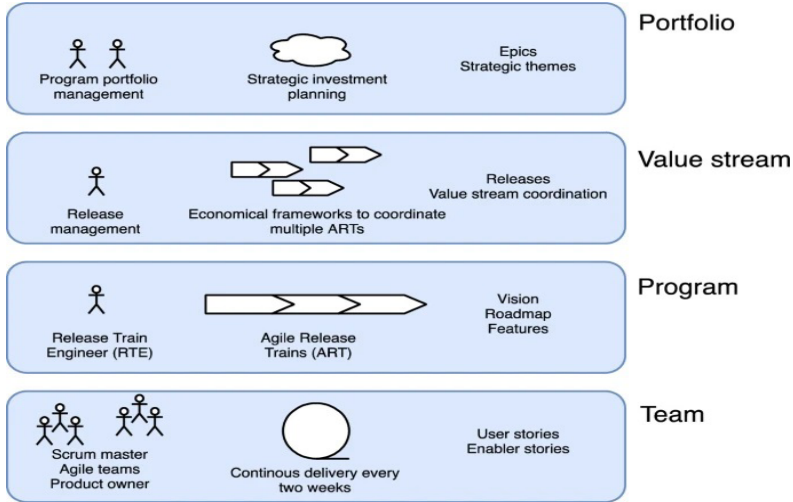 Portfolio
Program portfolio
management
Strategic investment
planning
Epics
Strategic themes
Value stream
Release
management
Economical frameworks to coordinate
multiple ARTs
Releases
Value stream coordination
Program
Release Train
Engineer (RTE)
Agile Release
Trains (ART)
Vision
Roadmap
Features
Team
Scrum master
Agile teams
Product owner
Continous delivery every
two weeks
User stories
Enabler stories